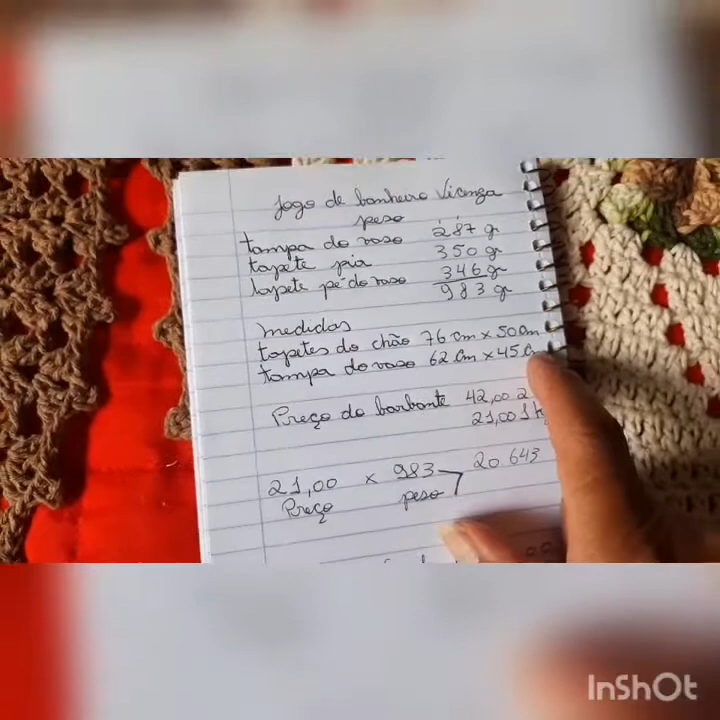 Jogo de banheiro Vicenza
peso
tampa do vaso 287 gr
tapete pia 350 gr
tapete pé do vaso 346 gr
983 gr
medidas
tapetes do chão 76 cm x 50 cm
tampa do vaso 62 cm x 45 c
Preço do barbante 42,00 2
21,00 1 k
21,00 x 983 20 643
Preço peso
InShOt